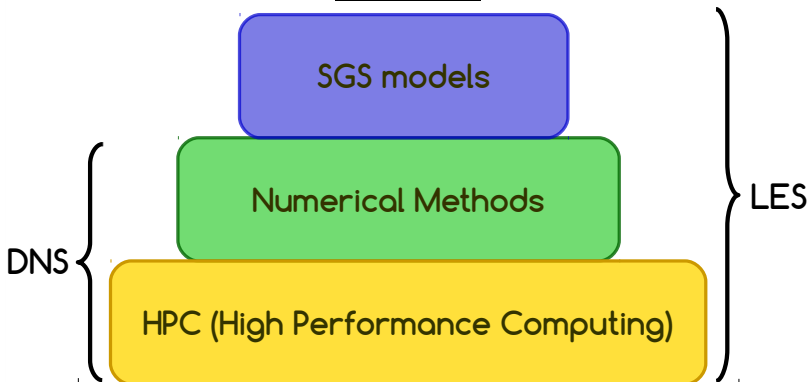 SGS models
Numerical Methods
LES
DNS
HPC (High Performance Computing)